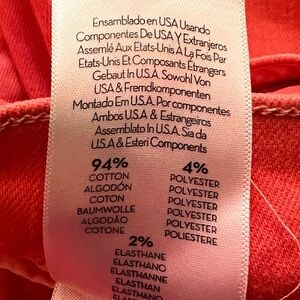 Ensamblado en USA Usando
Componentes De USA Y Extranjeros
Assemblé Aux Etats-Unis A La Fois Par
Etats-Unis Et Composants Étrangers
Gebaut In U.S.A. Sowohl Von
USA & Fremdkomponenten
Montado Em U.S.A. Por componentes
Ambos U.S.A & Estrangeiros
Assemblato In U.S.A. Sia da
U.S.A & Esteri Components
94%
COTTON
ALGODÓN
COTON
BAUMWOLLE
ALGODÃO
COTONE
4%
POLYESTER
POLYESTER
POLYESTER
POLYESTER
POLYESTER
POLIESTERE
2%
ELASTHANE
ELASTHANO
ELASTHANNE
ELASTHAN
ELASTHANO